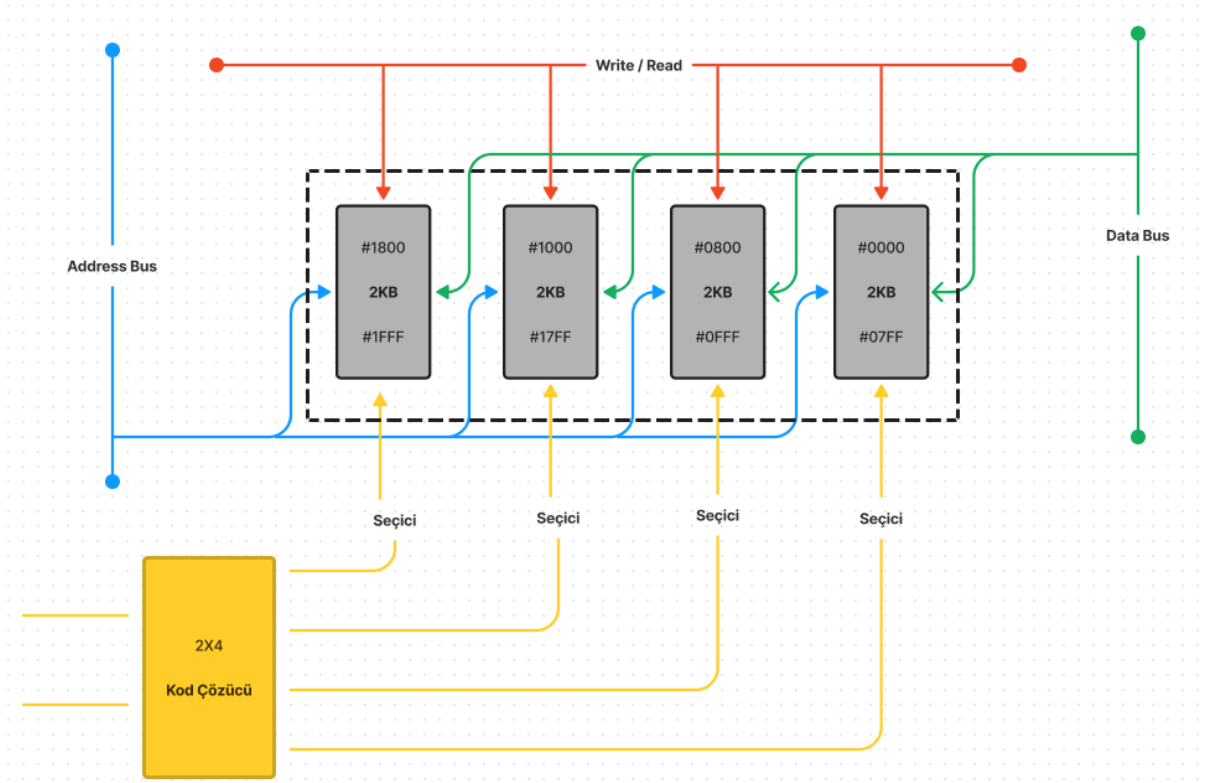 Write / Read
Data Bus
Address Bus
#1800
2KB
#1FFF
#1000
2KB
#17FF
#0800
2KB
#0FFF
#0000
2KB
#07FF
Seçici
Seçici
Seçici
Seçici
2X4
Kod Çözücü